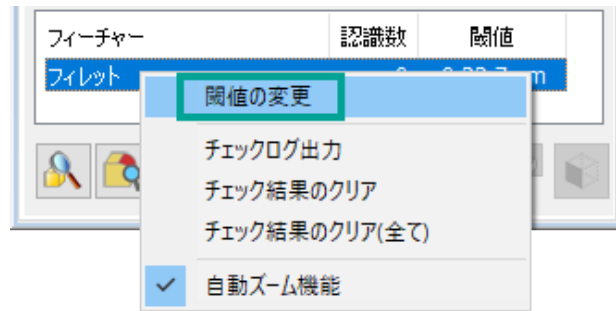 フィーチャー 認識数 閾値
フィレット
閾値の変更
チェックログ出力
チェック結果のクリア
チェック結果のクリア(全て)
自動ズーム機能